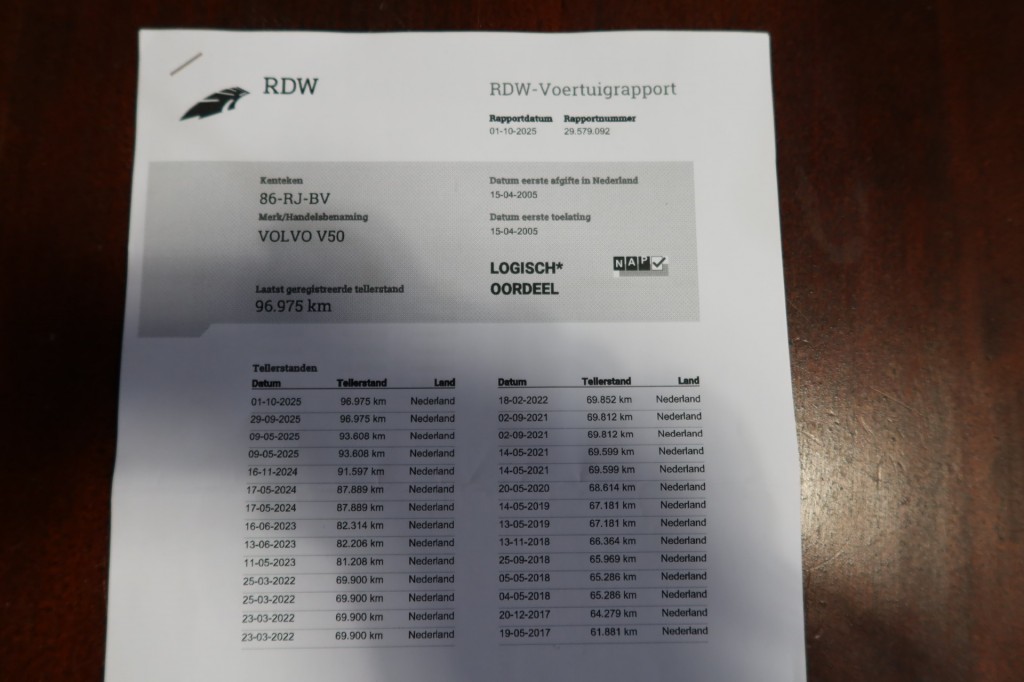 RDW
RDW-Voertuigrapport
Rapportdatum Rapportnummer
01-10-2025 29.579.092
Kenteken
86-RJ-BV
Merk/Handelsbenaming
VOLVO V50
Laatst geregistreerde tellerstand
96.975 km
Datum eerste afgifte in Nederland
15-04-2005
Datum eerste toelating
15-04-2005
LOGISCH*
OORDEEL
NAP
Tellerstanden
Datum Tellerstand Land
01-10-2025 96.975 km Nederland
29-09-2025 96.975 km Nederland
09-05-2025 93.606 km Nederland
09-05-2025 93.606 km Nederland
16-11-2024 91.597 km Nederland
17-05-2024 87.889 km Nederland
17-05-2024 87.889 km Nederland
16-06-2023 82.314 km Nederland
13-06-2023 82.206 km Nederland
11-05-2023 81.208 km Nederland
25-03-2022 69.900 km Nederland
25-03-2022 69.900 km Nederland
23-03-2022 69.900 km Nederland
23-03-2022 69.900 km Nederland
Datum Tellerstand Land
18-02-2022 69.852 km Nederland
02-09-2021 69.812 km Nederland
02-09-2021 69.812 km Nederland
14-05-2021 69.599 km Nederland
14-05-2021 69.599 km Nederland
20-05-2020 68.614 km Nederland
14-05-2019 67.181 km Nederland
13-05-2019 67.181 km Nederland
13-11-2018 66.364 km Nederland
25-09-2018 65.969 km Nederland
05-05-2018 65.286 km Nederland
04-05-2018 65.286 km Nederland
20-12-2017 64.279 km Nederland
19-05-2017 61.881 km Nederland